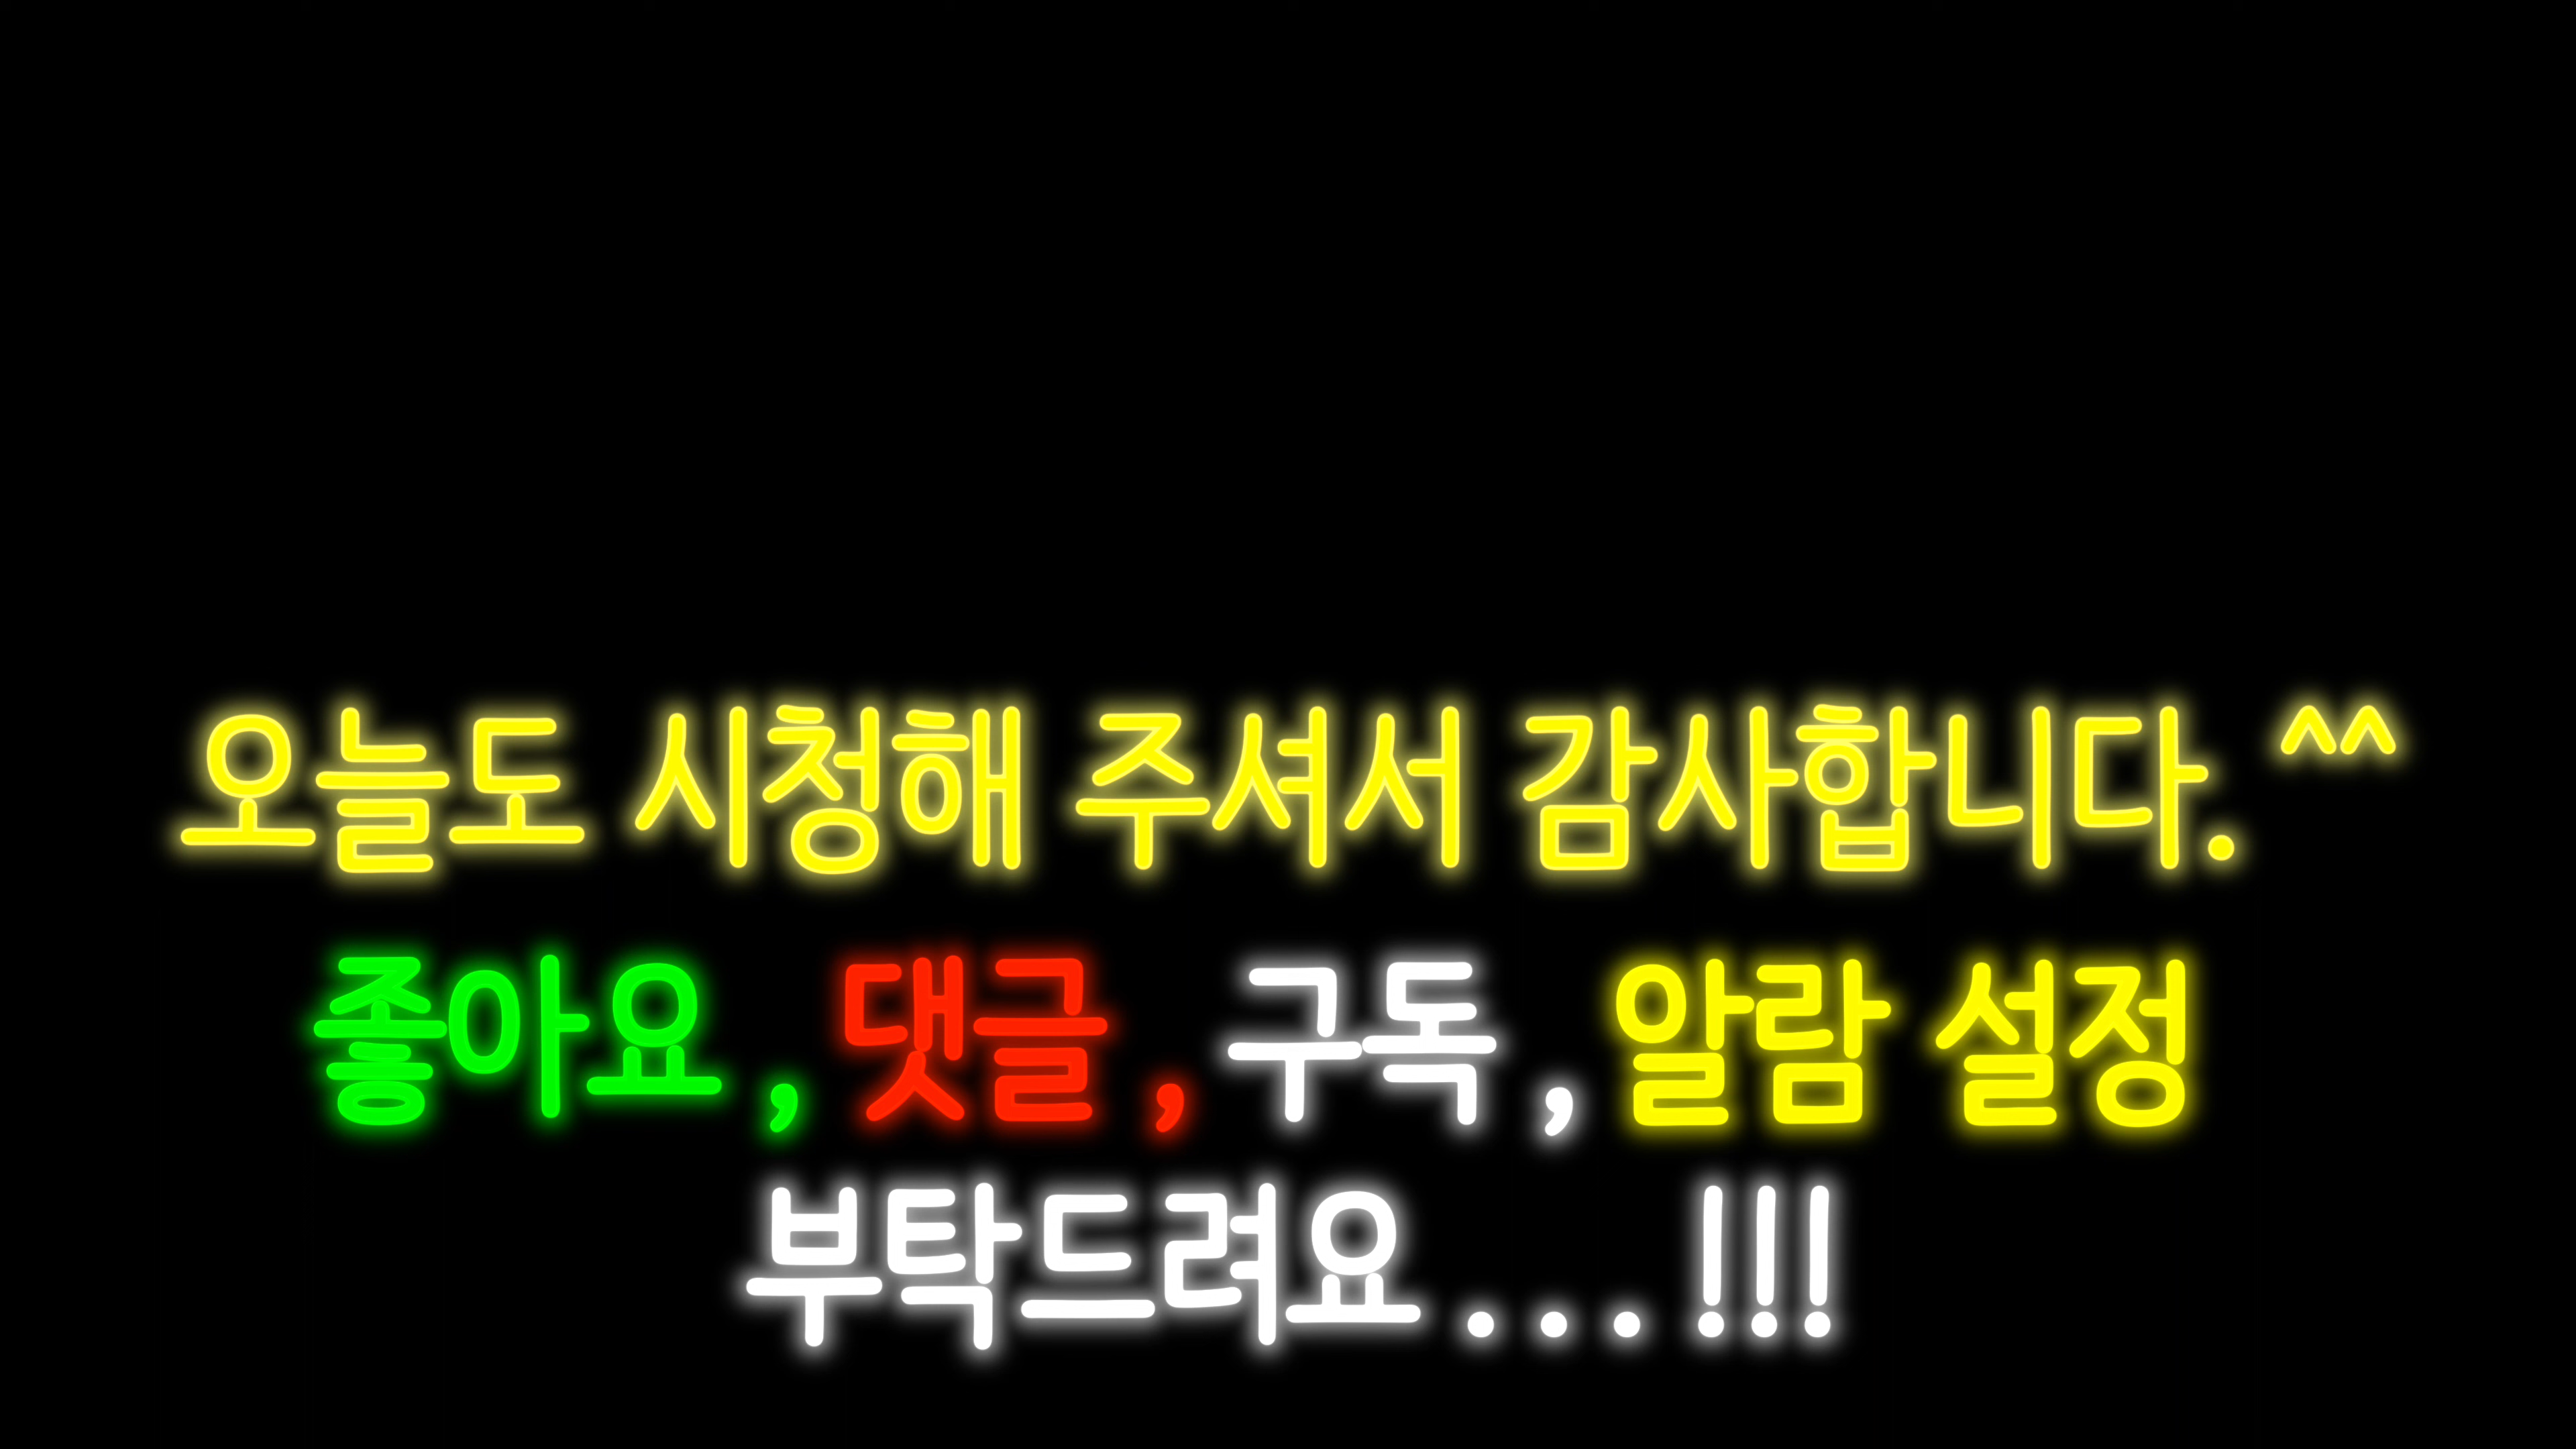 오늘도 시청해 주셔서 감사합니다. ^^
좋아요 , 댓글 , 구독 , 알람 설정
부탁드려요 . . . !!!